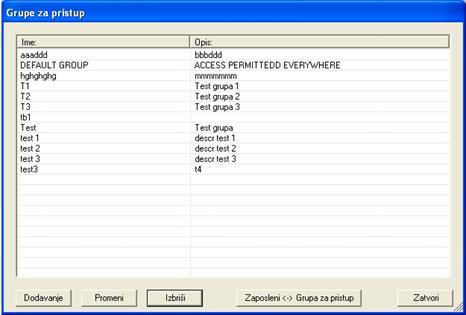 Grupe za pristup
Ime: Opis:
aaaddd bbbddd
DEFAULT GROUP ACCESS PERMITTEDD EVERYWHERE
hghghghg mmmmmmm
T1 Test grupa 1
T2 Test grupa 2
T3 Test grupa 3
tb1
Test Test grupa
test 1 descr test 1
test 2 descr test 2
test 3 descr test 3
test3 t4
Dodavanje Promeni Izbriši Zaposleni <-> Grupa za pristup Zatvori